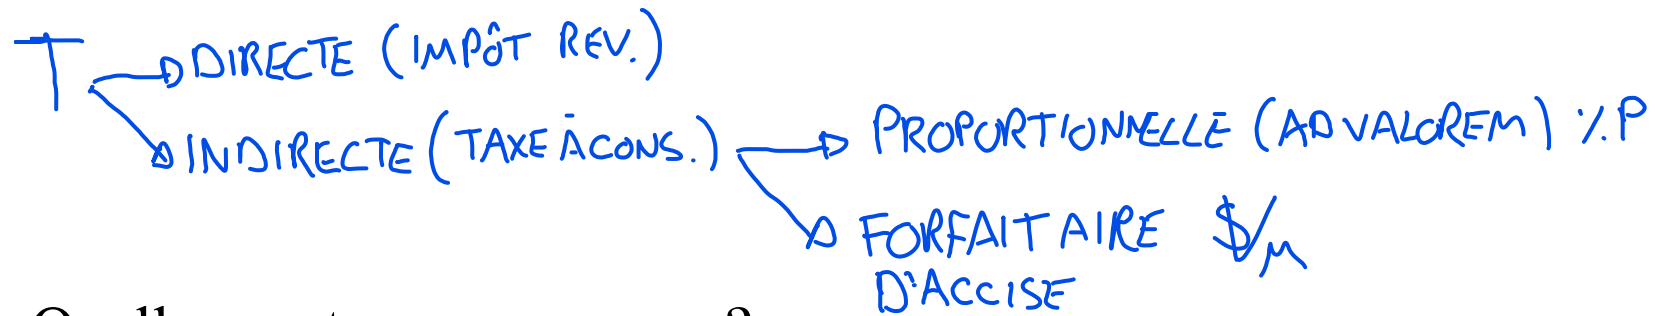 T
DIRECTE (IMPÔT REV.)
INDIRECTE (TAXE À CONS.)
PROPORTIONNELLE (AD VALOREM) % P
FORFAITAIRE $/u
D'ACCISE
?